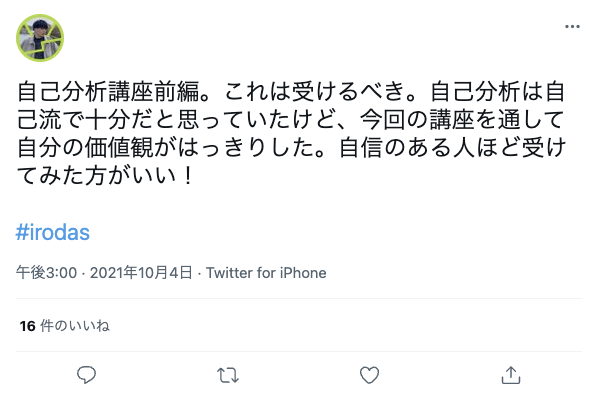 自己分析講座前編。これは受けるべき。自己分析は自
己流で十分だと思っていたけど、今回の講座を通して
自分の価値観がはっきりした。自信のある人ほど受け
てみた方がいい！
#irodas
午後3:00 · 2021年10月4日 · Twitter for iPhone
16 件のいいね